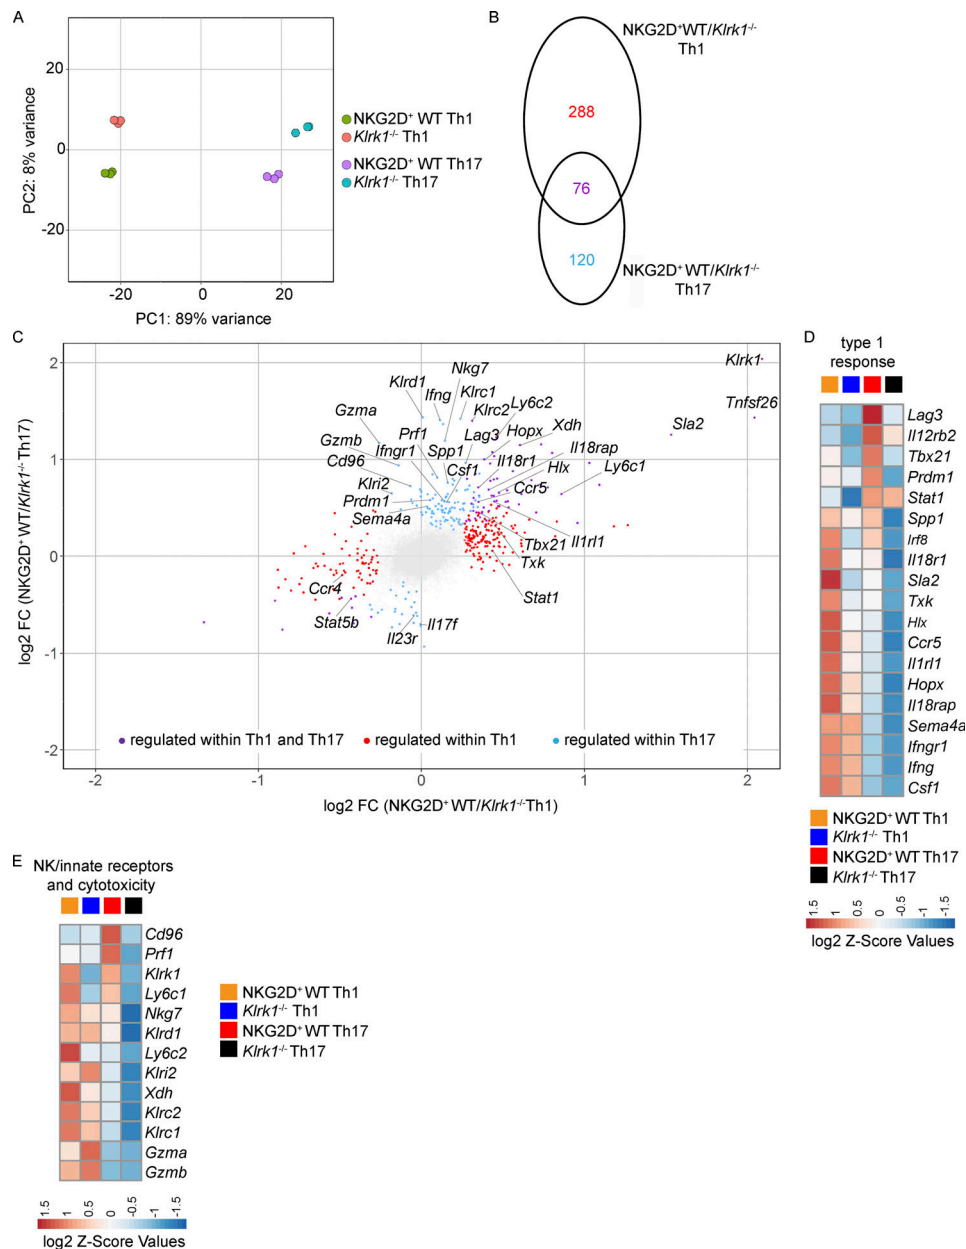 A
20
0
-20
PC2: 8% variance
-20
0
20
PC1: 89% variance
NKG2D⁺ WT Th1
Klrk1⁻/⁻ Th1
NKG2D⁺ WT Th17
Klrk1⁻/⁻ Th17
B
NKG2D⁺WT/Klrk1⁻/⁻
Th1
288
76
120
NKG2D⁺WT/Klrk1⁻/⁻
Th17
C
2
1
0
-1
-2
log2 FC (NKG2D⁺ WT/Klrk1⁻/⁻ Th17)
Klrk1
Nkg7
Klrd1
Ifng
Klrc1
Tnfsf26
Gzma
Klrc2
Ly6c2
Sla2
Prf1
Lag3
Hopx
Xdh
Gzmb
Ifngr1
Spp1
Il18rap
Cd96
Csf1
Il18r1
Hlx
Ly6c1
Klri2
Ccr5
Prdm1
Sema4a
Il1rl1
Tbx21
Txk
Ccr4
Stat1
Stat5b
Il23r
Il17f
regulated within Th1 and Th17
regulated within Th1
regulated within Th17
-2
-1
0
1
2
log2 FC (NKG2D⁺ WT/Klrk1⁻/⁻Th1)
D
type 1
response
Lag3
Il12rb2
Tbx21
Prdm1
Stat1
Spp1
Irf8
Il18r1
Sla2
Txk
Hlx
Ccr5
Il1rl1
Hopx
Il18rap
Sema4a
Ifngr1
Ifng
Csf1
NKG2D⁺ WT Th1
Klrk1⁻/⁻ Th1
NKG2D⁺ WT Th17
Klrk1⁻/⁻ Th17
1.5
1
0.5
0
-0.5
-1
-1.5
log2 Z-Score Values
E
NK/innate receptors
and cytotoxicity
Cd96
Prf1
Klrk1
Ly6c1
Nkg7
Klrd1
Ly6c2
Klri2
Xdh
Klrc2
Klrc1
Gzma
Gzmb
NKG2D⁺ WT Th1
Klrk1⁻/⁻ Th1
NKG2D⁺ WT Th17
Klrk1⁻/⁻ Th17
1.5
1
0.5
0
-0.5
-1
-1.5
log2 Z-Score Values